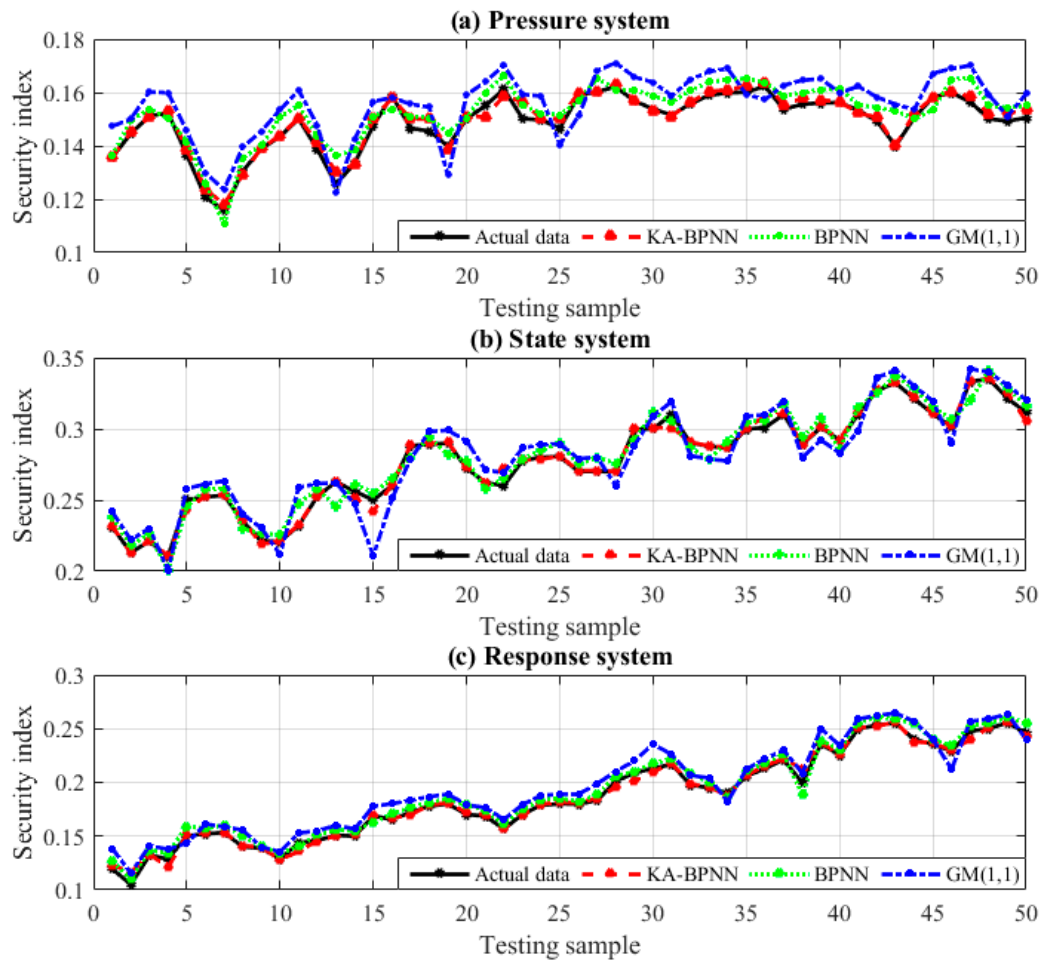 (a) Pressure system
0.18
0.16
0.14
0.12
0.1
Security index
Actual data KA-BPNN BPNN GM(1,1)
0 5 10 15 20 25 30 35 40 45 50
Testing sample
(b) State system
0.35
0.3
0.25
0.2
Security index
Actual data KA-BPNN BPNN GM(1,1)
0 5 10 15 20 25 30 35 40 45 50
Testing sample
(c) Response system
0.3
0.25
0.2
0.15
0.1
Security index
Actual data KA-BPNN BPNN GM(1,1)
0 5 10 15 20 25 30 35 40 45 50
Testing sample